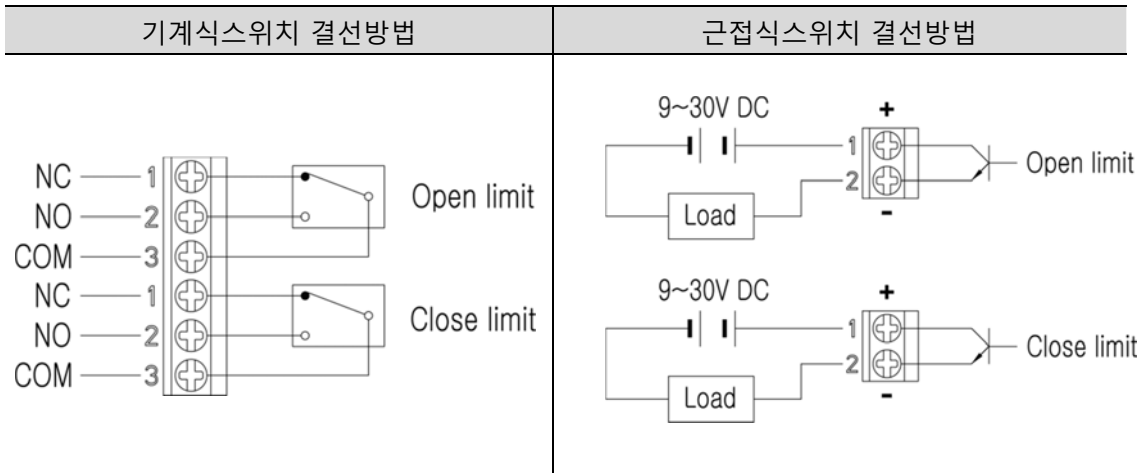 기계식스위치 결선방법
근접식스위치 결선방법
NC 1
NO 2
COM 3
Open limit
NC 1
NO 2
COM 3
Close limit
9~30V DC
+
1
2
-
Load
Open limit
9~30V DC
+
1
2
-
Load
Close limit